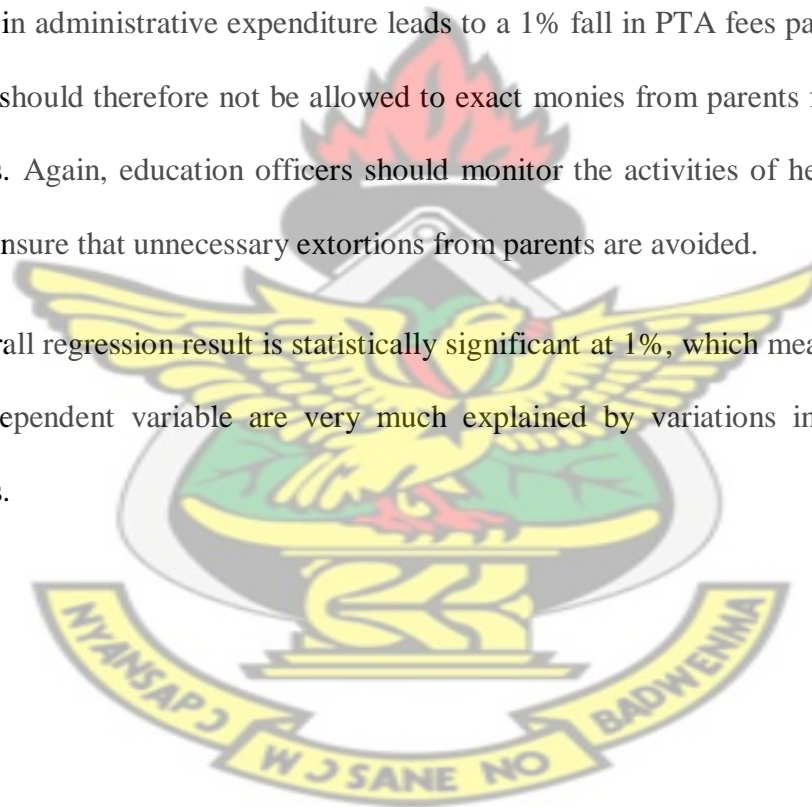 in administrative expenditure leads to a 1% fall in PTA fees pa
should therefore not be allowed to exact monies from parents
s. Again, education officers should monitor the activities of he
nsure that unnecessary extortions from parents are avoided.
rall regression result is statistically significant at 1%, which mea
ependent variable are very much explained by variations in
s.
NYANSAPƆ
WƆSANE NO
BADWENMA